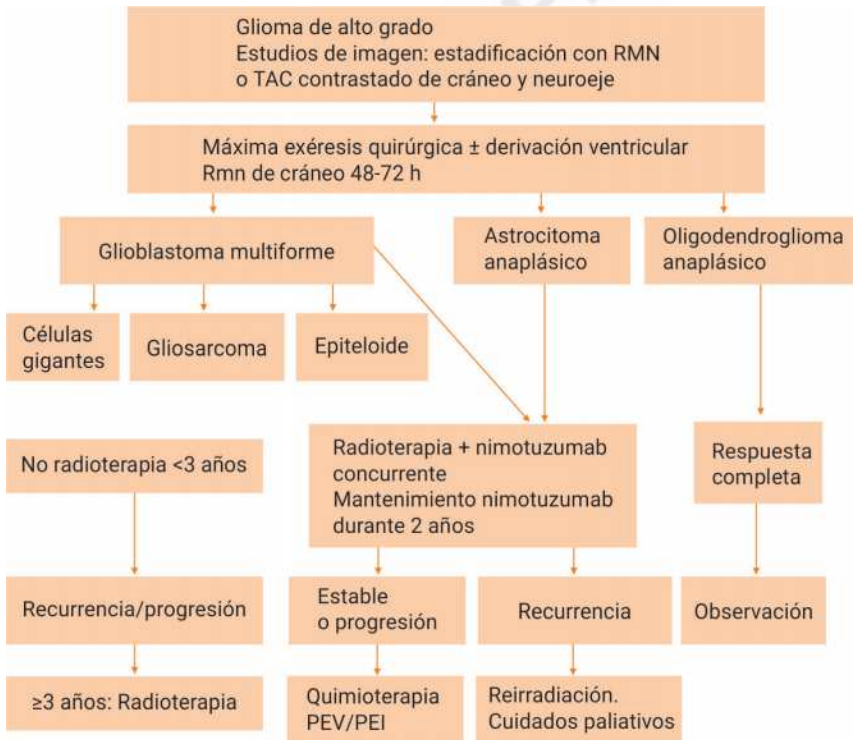 Glioma de alto grado
Estudios de imagen: estadificación con RMN
o TAC contrastado de cráneo y neuroeje
Máxima exéresis quirúrgica ± derivación ventricular
Rmn de cráneo 48-72 h
Glioblastoma multiforme
Astrocitoma
anaplásico
Oligodendroglioma
anaplásico
Células
gigantes
Gliosarcoma
Epiteloide
No radioterapia <3 años
Radioterapia + nimotuzumab
concurrente
Mantenimiento nimotuzumab
durante 2 años
Respuesta
completa
Recurrencia/progresión
Estable
o progresión
Recurrencia
Observación
≥3 años: Radioterapia
Quimioterapia
PEV/PEI
Reirradiación.
Cuidados paliativos